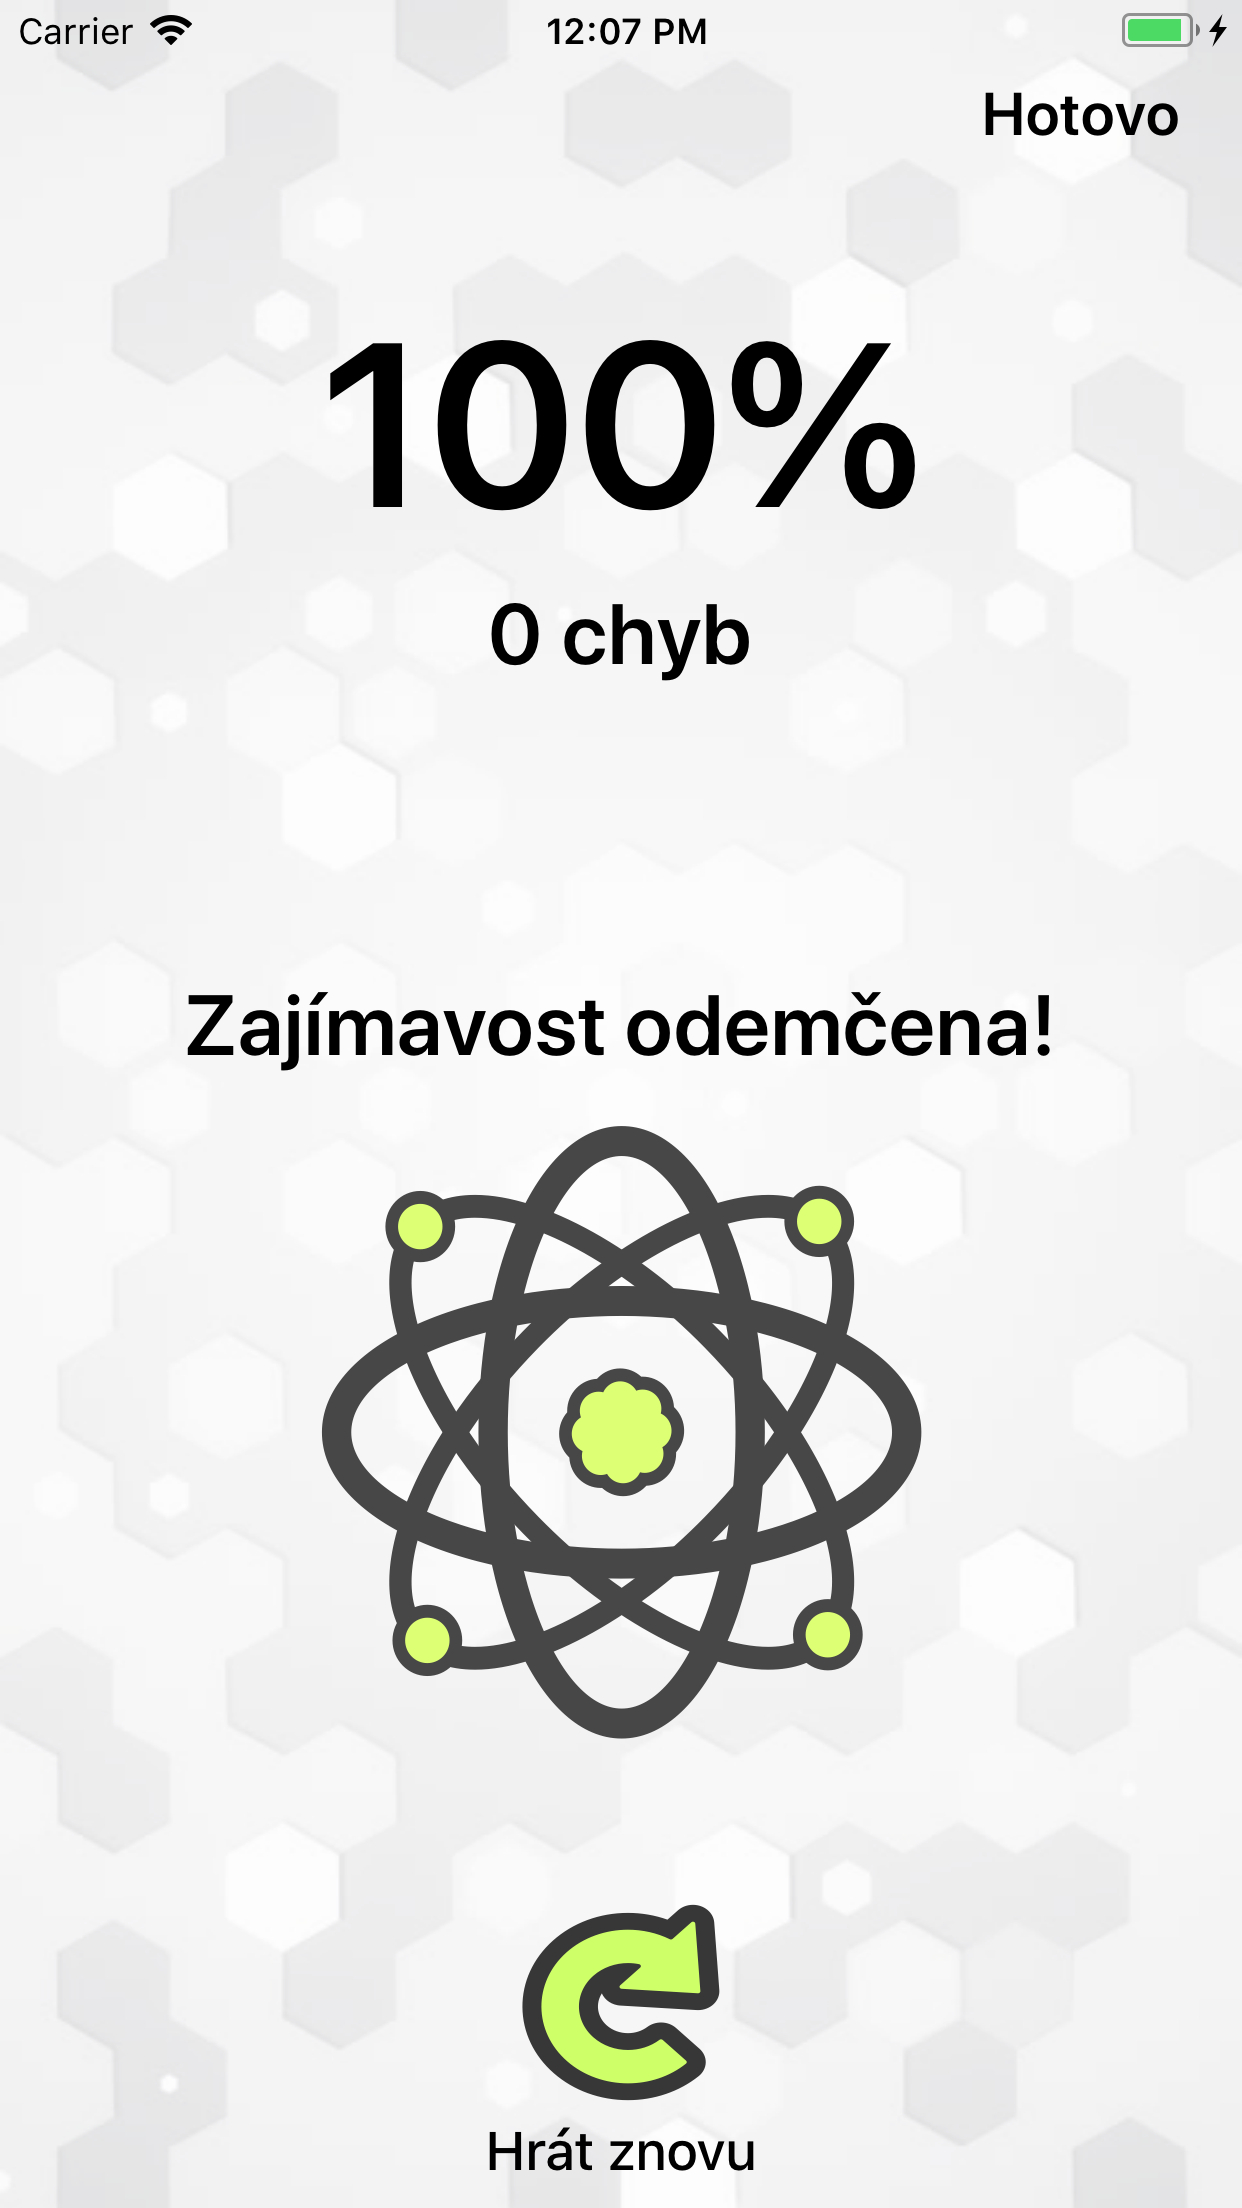 Carrier
12:07 PM
Hotovo
100%
0 chyb
Zajímavost odemčena!
Hrát znovu